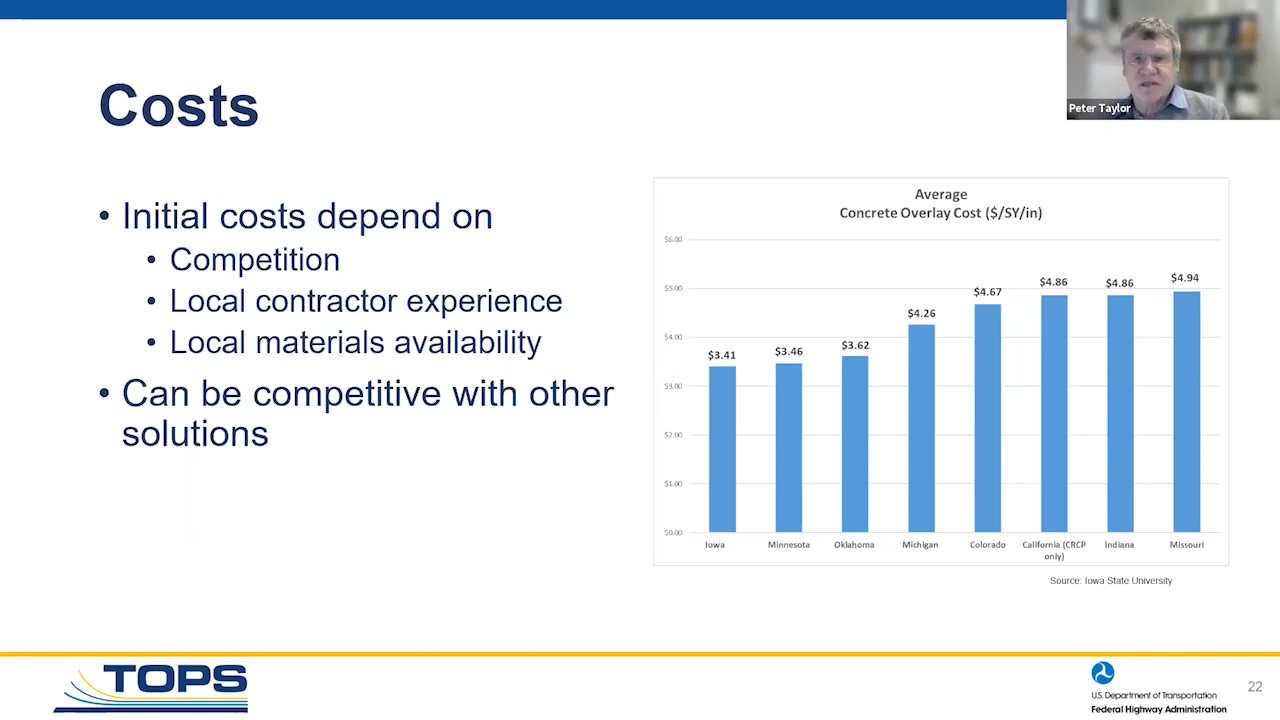 Peter Taylor
Costs
• Initial costs depend on
• Competition
• Local contractor experience
• Local materials availability
• Can be competitive with other
solutions
Average
Concrete Overlay Cost ($/SY/in)
$6.00
$5.00
$4.00
$3.00
$2.00
$1.00
$0.00
$3.41
$3.46
$3.62
$4.26
$4.67
$4.86
$4.86
$4.94
Iowa
Minnesota
Oklahoma
Michigan
Colorado
California (CRCP
only)
Indiana
Missouri
Source: Iowa State University
TOPS
U.S. Department of Transportation
Federal Highway Administration
22